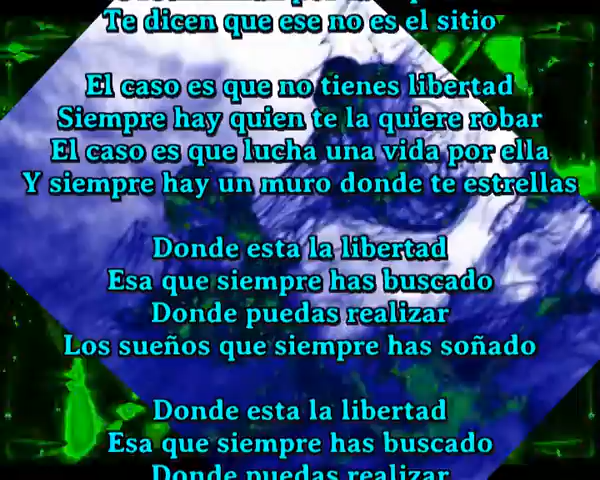 Te dicen que ese no es el sitio
El caso es que no tienes libertad
Siempre hay quien te la quiere robar
El caso es que lucha una vida por ella
Y siempre hay un muro donde te estrellas
Donde esta la libertad
Esa que siempre has buscado
Donde puedas realizar
Los sueños que siempre has soñado
Donde esta la libertad
Esa que siempre has buscado
Donde puedas realizar